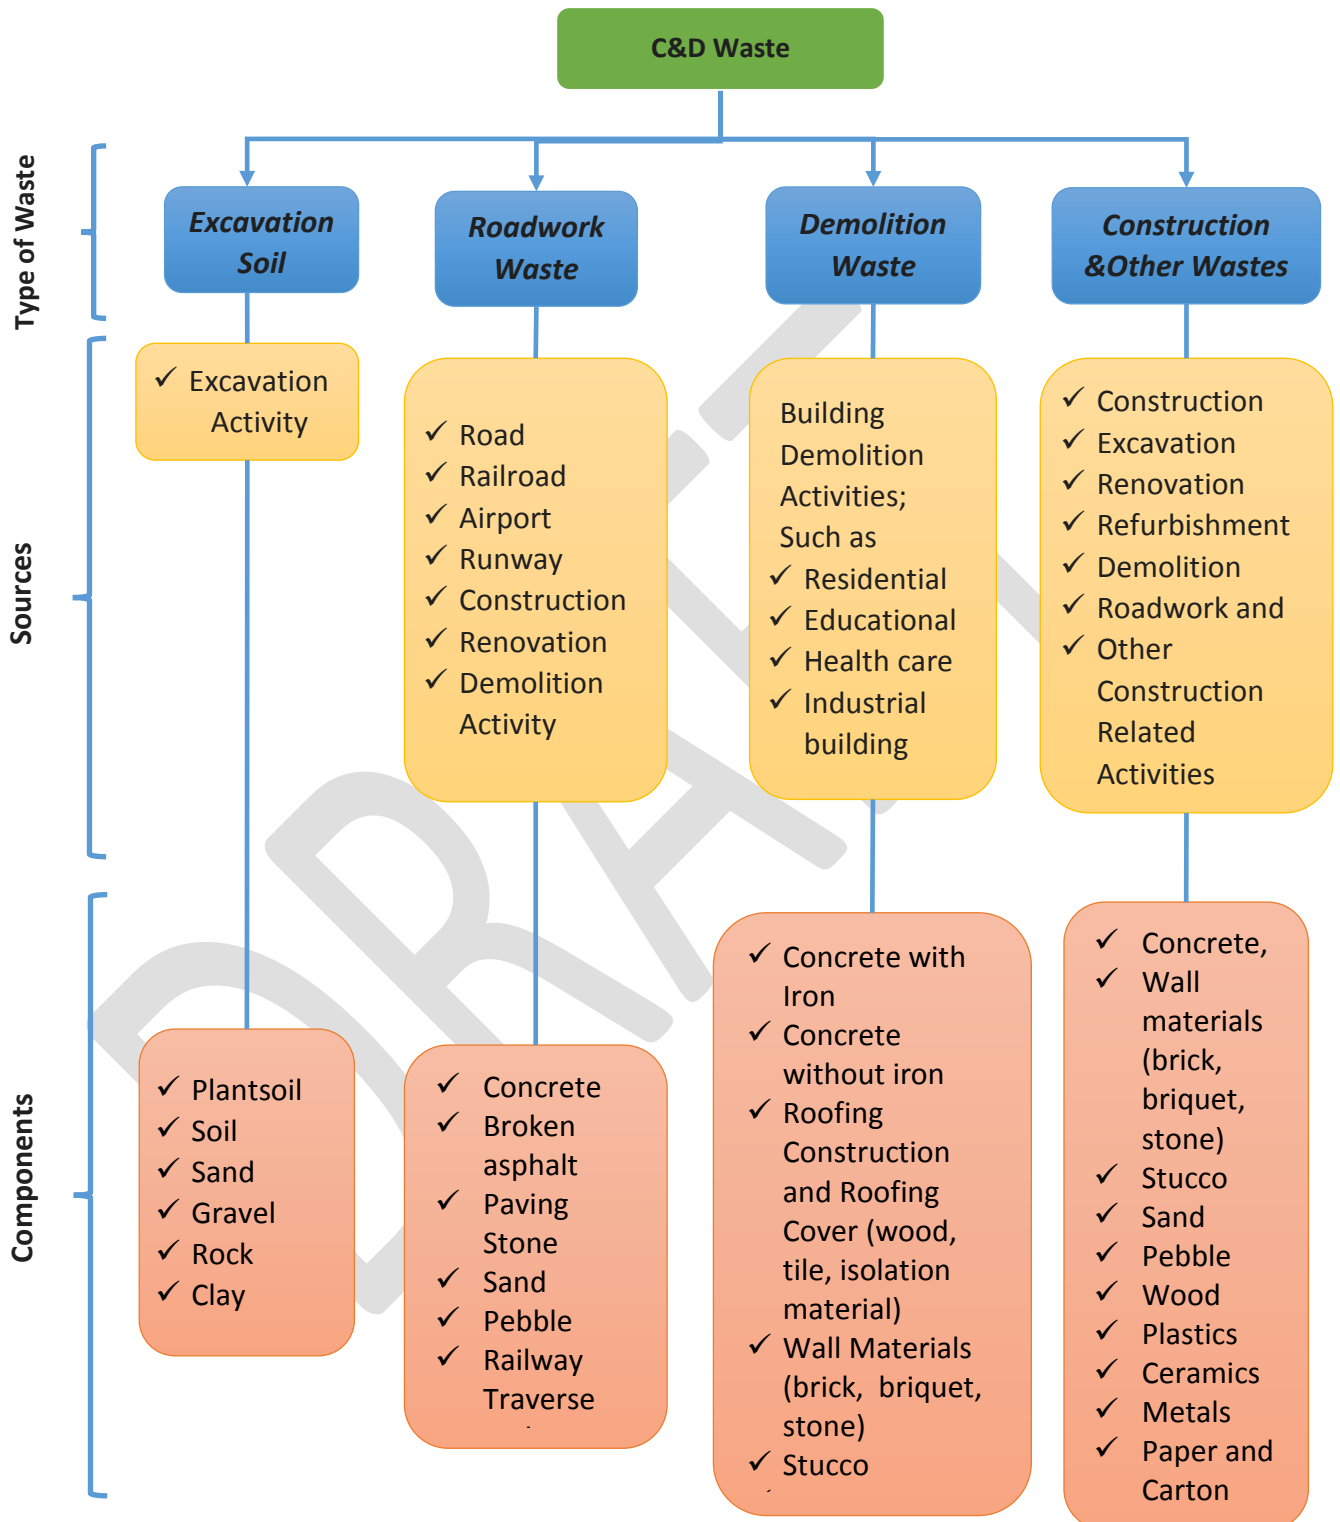 C&D Waste
Type of Waste
Excavation
Soil
Roadwork
Waste
Demolition
Waste
Construction
&Other Wastes
Sources
✓ Excavation
Activity
✓ Road
✓ Railroad
✓ Airport
✓ Runway
✓ Construction
✓ Renovation
✓ Demolition
Activity
Building
Demolition
Activities;
Such as
✓ Residential
✓ Educational
✓ Health care
✓ Industrial
building
✓ Construction
✓ Excavation
✓ Renovation
✓ Refurbishment
✓ Demolition
✓ Roadwork and
✓ Other
Construction
Related
Activities
Components
✓ Plantsoil
✓ Soil
✓ Sand
✓ Gravel
✓ Rock
✓ Clay
✓ Concrete
✓ Broken
asphalt
✓ Paving
Stone
✓ Sand
✓ Pebble
✓ Railway
Traverse
✓ Concrete with
Iron
✓ Concrete
without iron
✓ Roofing
Construction
and Roofing
Cover (wood,
tile, isolation
material)
✓ Wall Materials
(brick, briquet,
stone)
✓ Stucco
✓ Concrete,
✓ Wall
materials
(brick,
briquet,
stone)
✓ Stucco
✓ Sand
✓ Pebble
✓ Wood
✓ Plastics
✓ Ceramics
✓ Metals
✓ Paper and
Carton
DRAFT